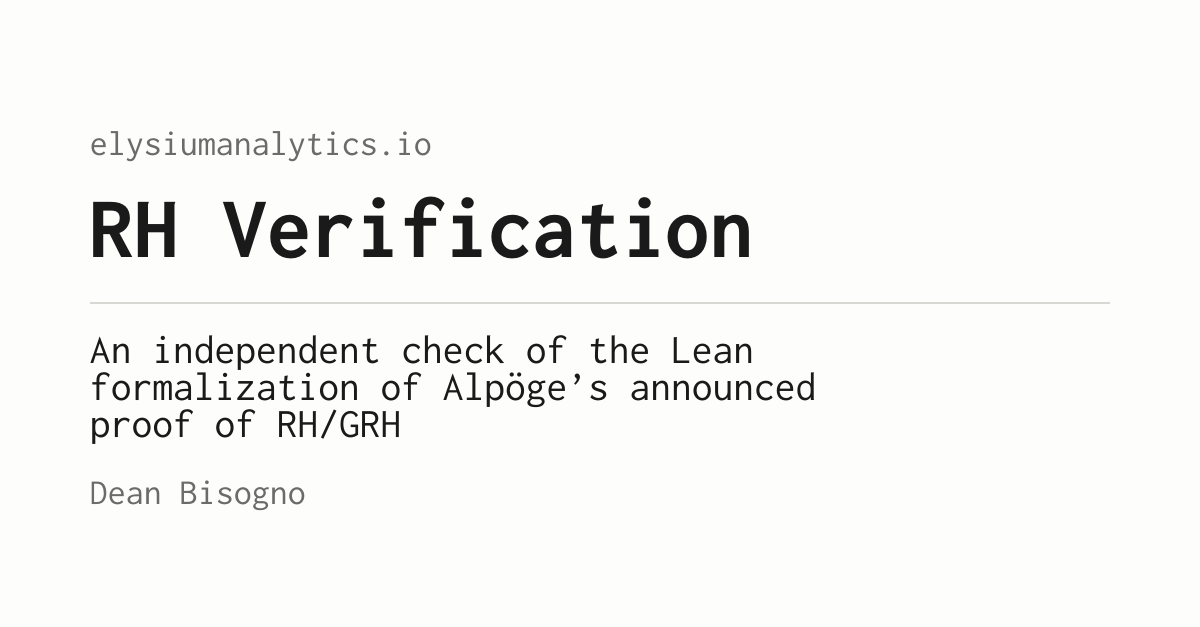 elysiumanalytics.io
RH Verification
An independent check of the Lean
formalization of Alpöge’s announced
proof of RH/GRH
Dean Bisogno